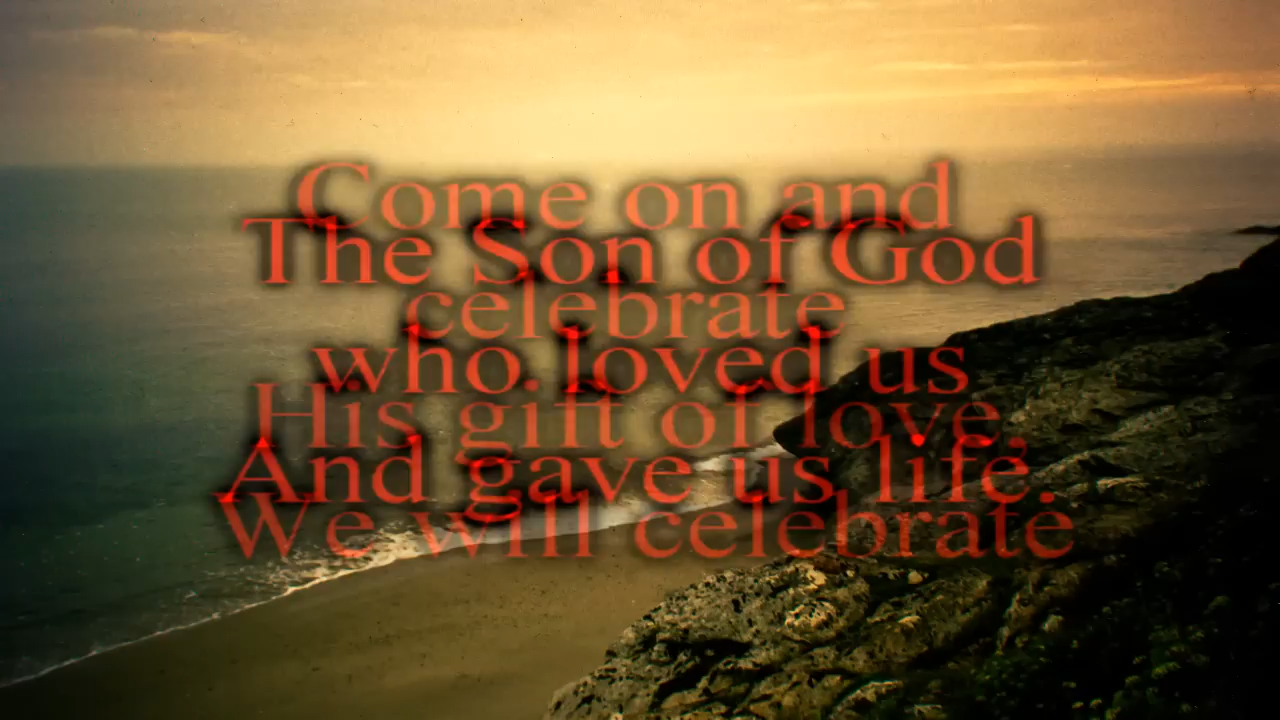 Come on and
The Son of God
celebrate
who loved us
His gift of love,
And gave us life.
We will celebrate